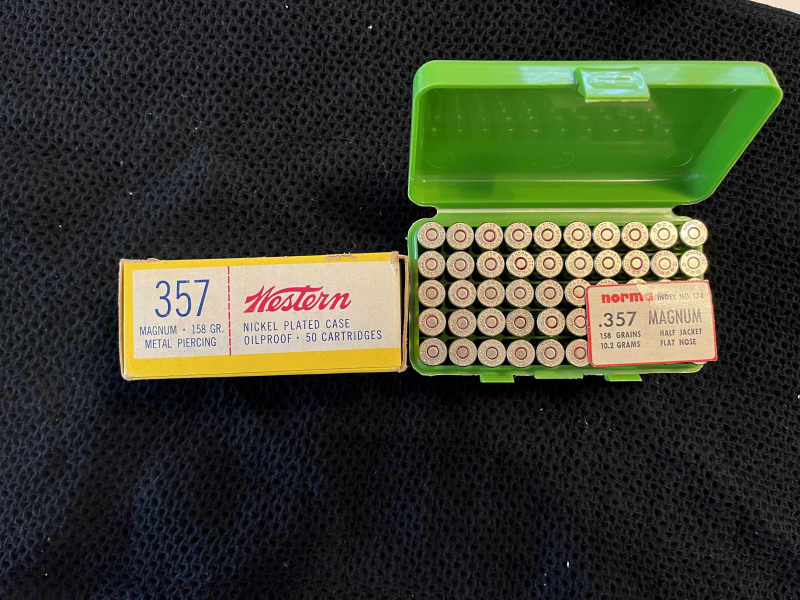 357
MAGNUM · 158 GR.
METAL PIERCING
Western
NICKEL PLATED CASE
OILPROOF · 50 CARTRIDGES
norma INDEX NO. 174
.357 MAGNUM
158 GRAINS HALF JACKET
10.2 GRAMS FLAT NOSE